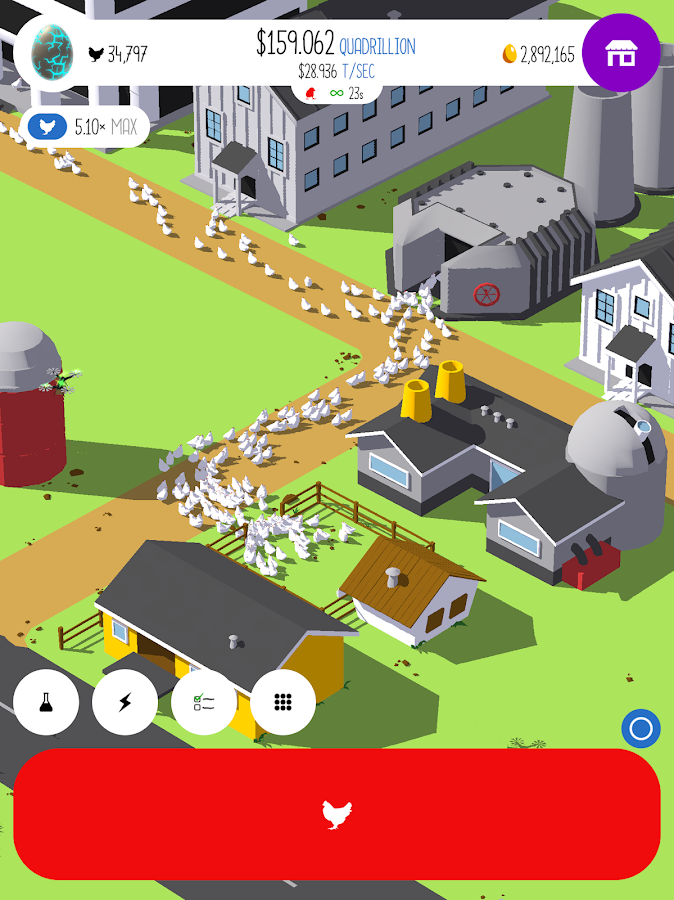 34,797
$159.062 QUADRILLION
2,892,165
$28.936 T/SEC
∞ 23s
5.10× MAX